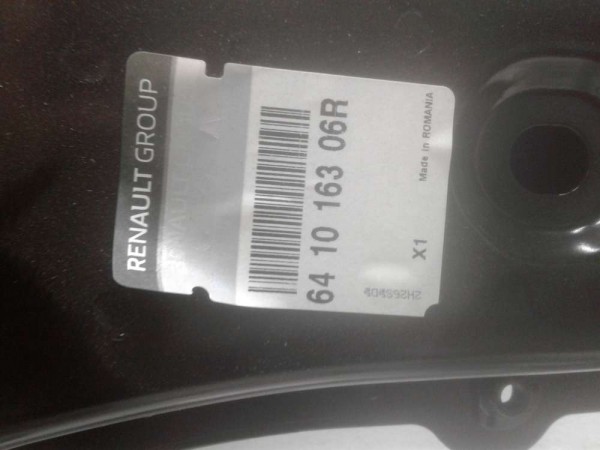 RENAULT GROUP
64 10 163 06R
X1
Made in ROMANIA